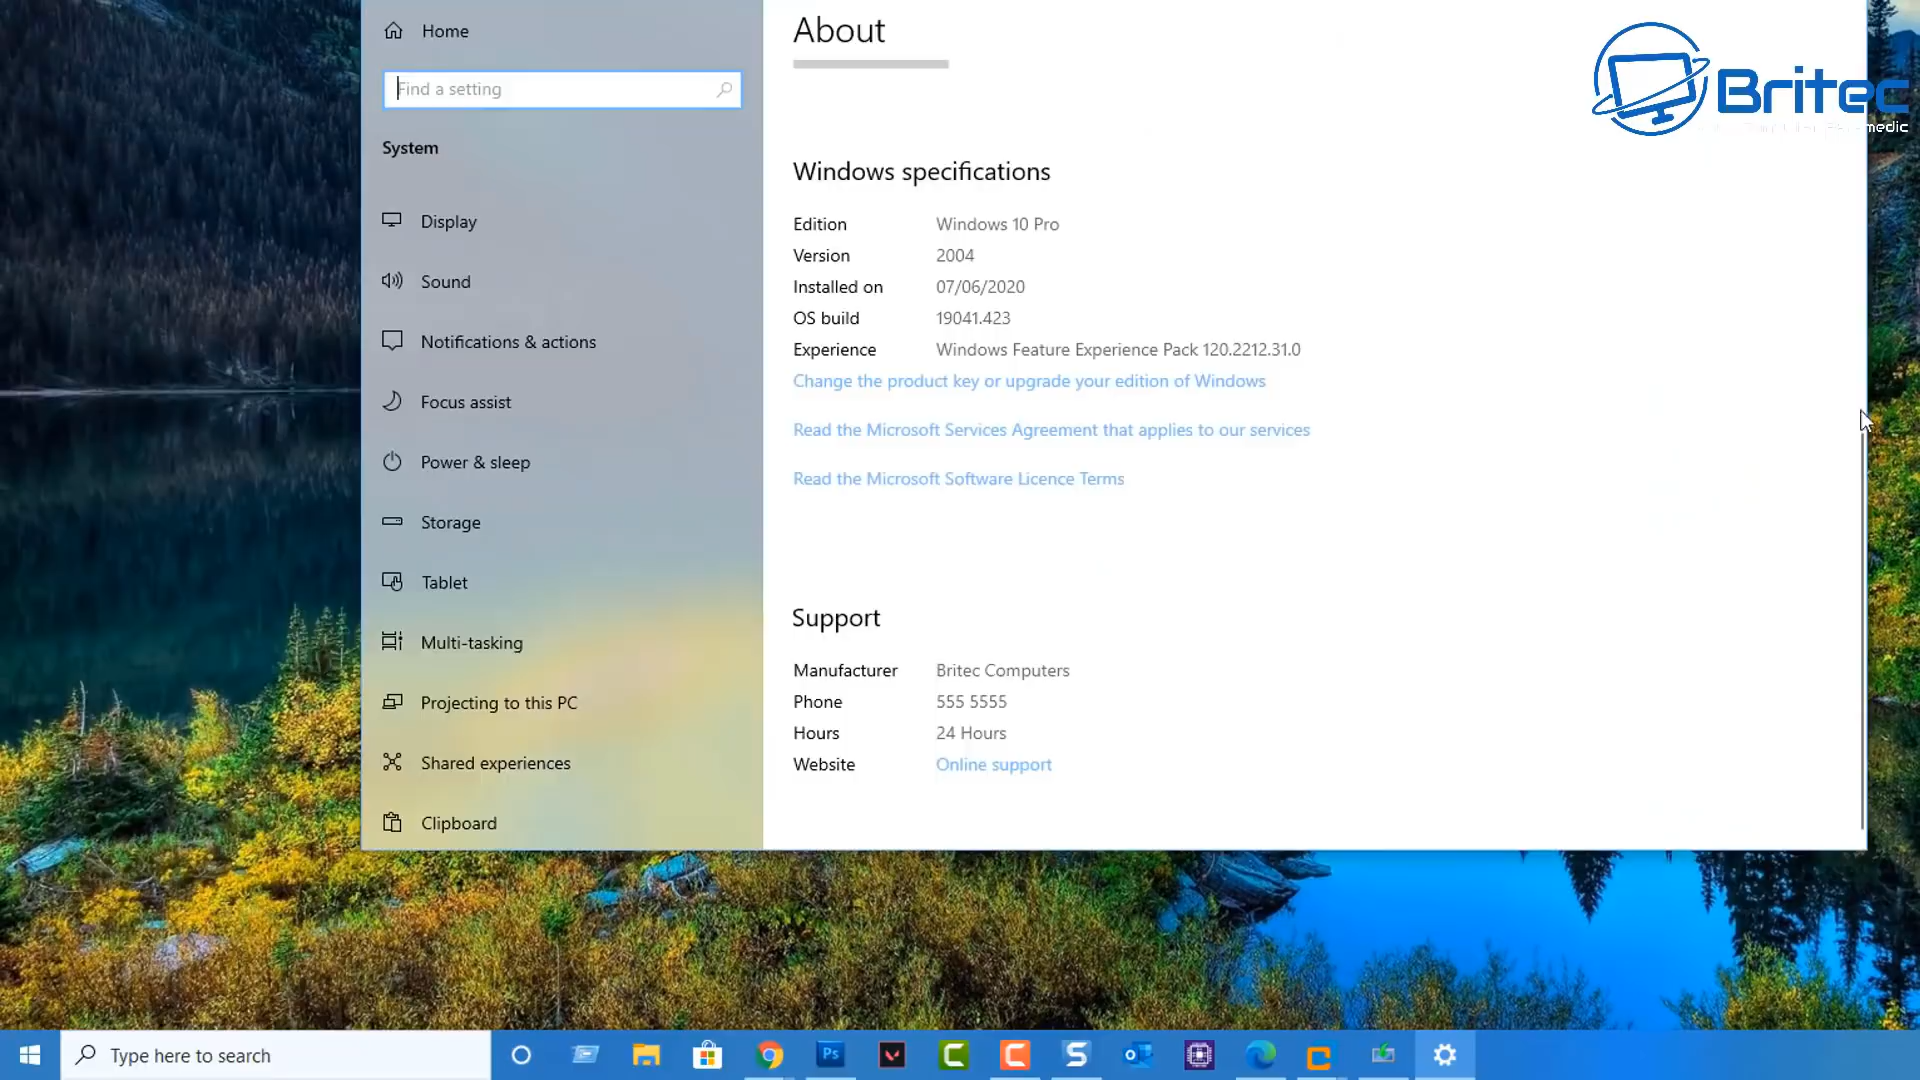 Home
About
Find a setting
Britec
System
Windows specifications
Display
Edition Windows 10 Pro
Version 2004
Sound
Installed on 07/06/2020
OS build 19041.423
Notifications & actions
Experience Windows Feature Experience Pack 120.2212.31.0
Change the product key or upgrade your edition of Windows
Focus assist
Read the Microsoft Services Agreement that applies to our services
Power & sleep
Read the Microsoft Software Licence Terms
Storage
Tablet
Support
Multi-tasking
Manufacturer Britec Computers
Projecting to this PC
Phone 555 5555
Hours 24 Hours
Shared experiences
Website Online support
Clipboard
Type here to search
Ps